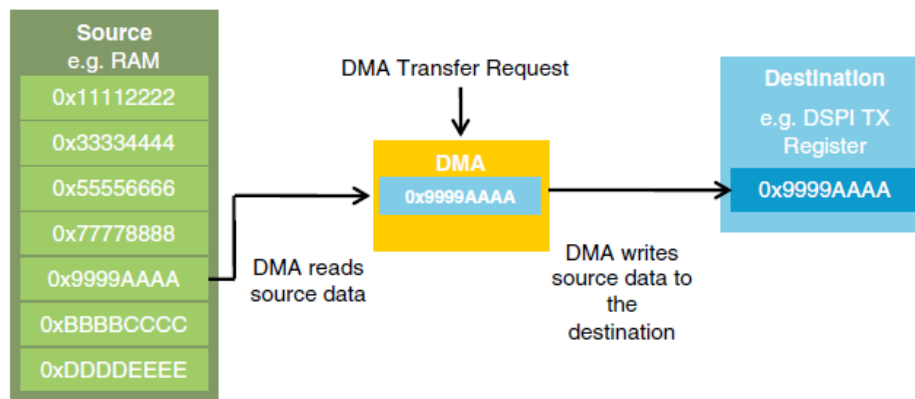 Source
e.g. RAM
0x11112222
0x33334444
0x55556666
0x77778888
0x9999AAAA
0xBBBBCCCC
0xDDDDEEEE
DMA reads
source data
DMA Transfer Request
DMA
0x9999AAAA
DMA writes
source data to
the
destination
Destination
e.g. DSPI TX
Register
0x9999AAAA